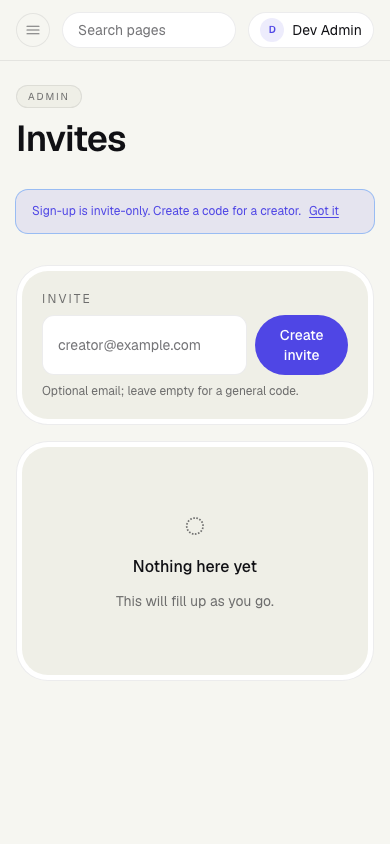 Search pages
D
Dev Admin
ADMIN
Invites
Sign-up is invite-only. Create a code for a creator. Got it
INVITE
creator@example.com
Create
invite
Optional email; leave empty for a general code.
Nothing here yet
This will fill up as you go.